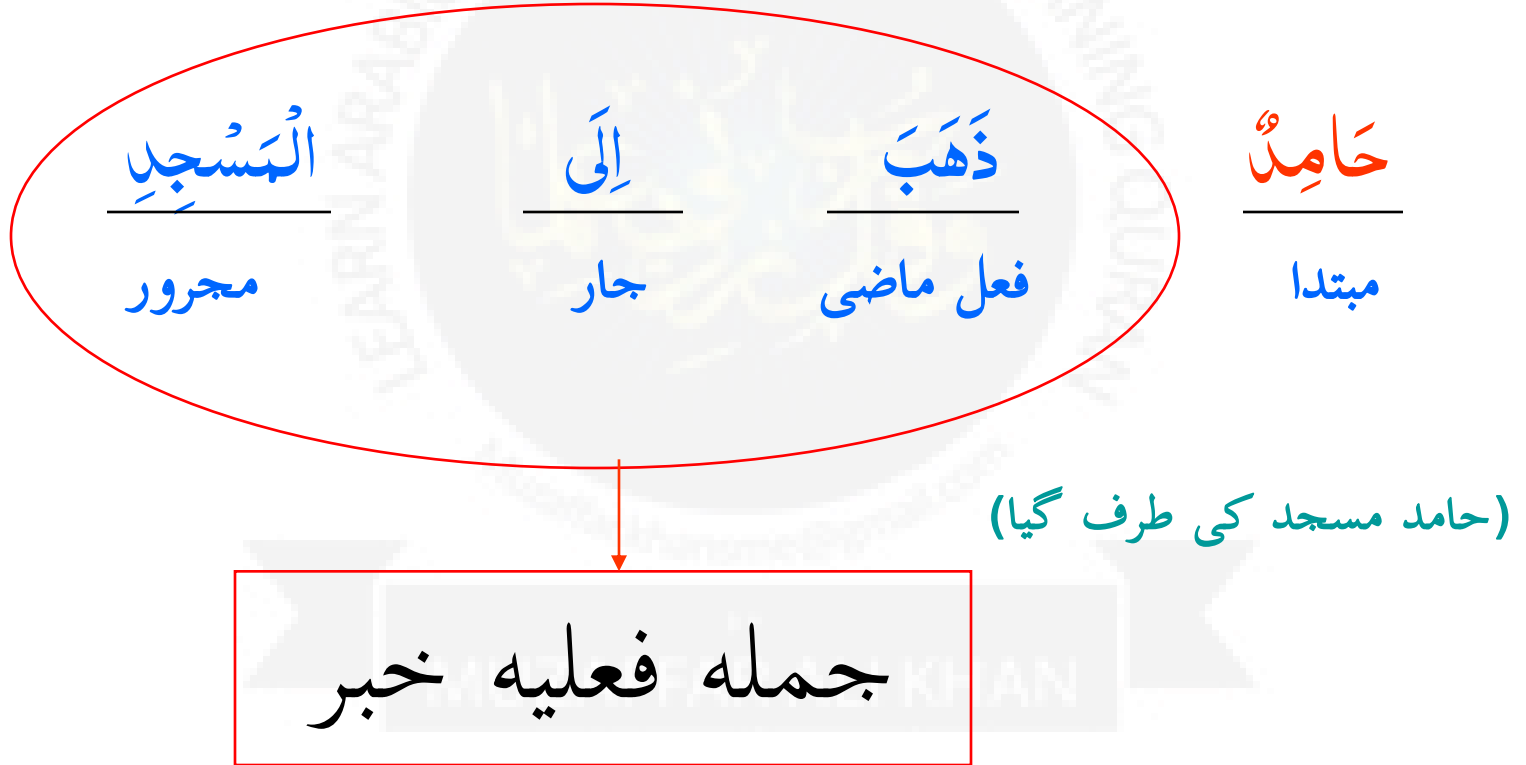 حَامِدٌ ذَهَبَ اِلَى الْمَسْجِدِ
مبتدا فعل ماضی جار مجرور
(حامد مسجد کی طرف گیا)
جملہ فعلیہ خبر